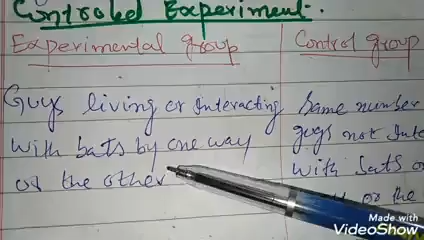 Controled Experiment:
Experimental group
Control group
Guys living or Interacting
with bats by one way
or the other
Same number
guys not Inte
with bats o
or the
Made with
VideoShow